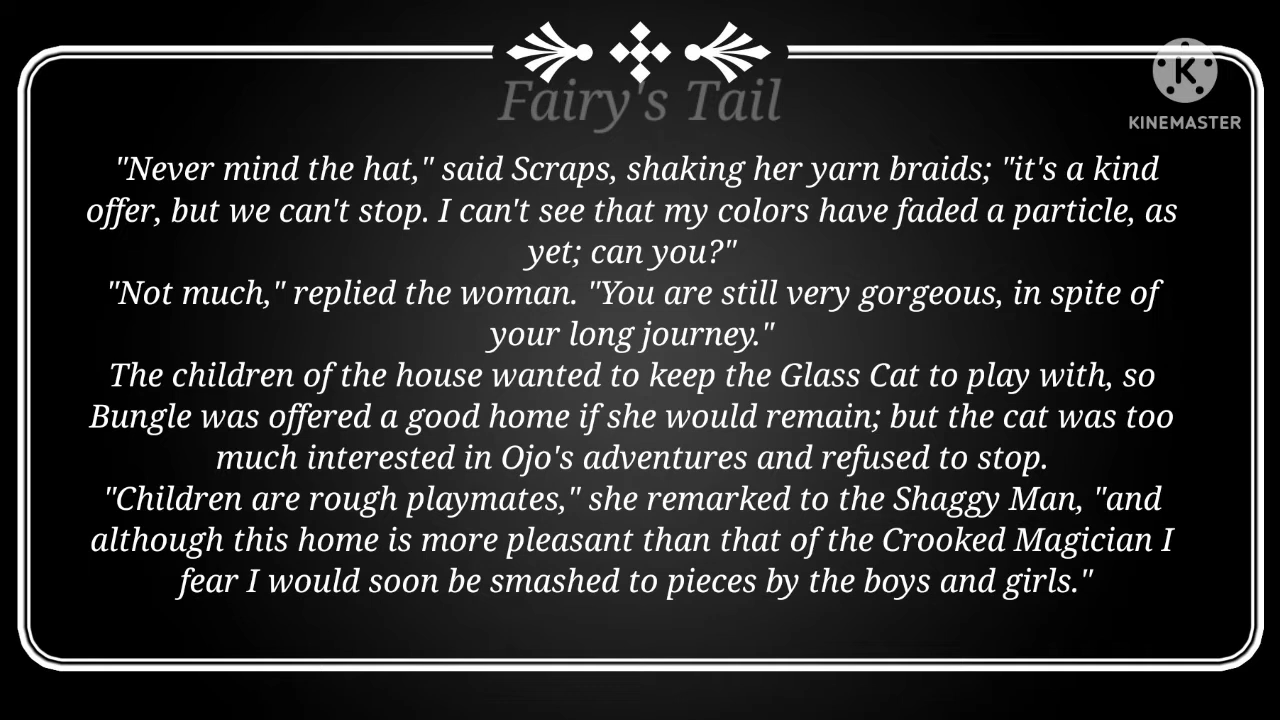 Fairy's Tail
KINEMASTER
"Never mind the hat," said Scraps, shaking her yarn braids; "it's a kind
offer, but we can't stop. I can't see that my colors have faded a particle, as
yet; can you?"
"Not much," replied the woman. "You are still very gorgeous, in spite of
your long journey."
The children of the house wanted to keep the Glass Cat to play with, so
Bungle was offered a good home if she would remain; but the cat was too
much interested in Ojo's adventures and refused to stop.
"Children are rough playmates," she remarked to the Shaggy Man, "and
although this home is more pleasant than that of the Crooked Magician I
fear I would soon be smashed to pieces by the boys and girls."